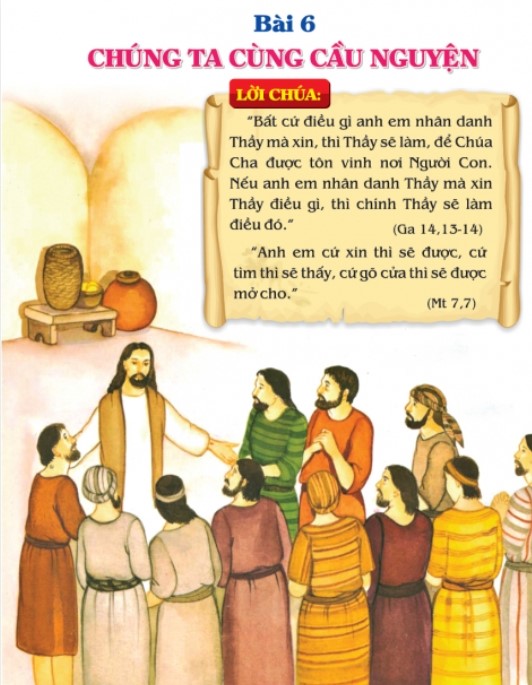 Bài 6
CHÚNG TA CÙNG CẦU NGUYỆN
LỜI CHÚA:
"Bất cứ điều gì anh em nhân danh
Thầy mà xin, thì Thầy sẽ làm, để Chúa
Cha được tôn vinh nơi Người Con.
Nếu anh em nhân danh Thầy mà xin
Thầy điều gì, thì chính Thầy sẽ làm
điều đó."
(Ga 14,13-14)
"Anh em cứ xin thì sẽ được, cứ
tìm thì sẽ thấy, cứ gõ cửa thì sẽ được
mở cho."
(Mt 7,7)